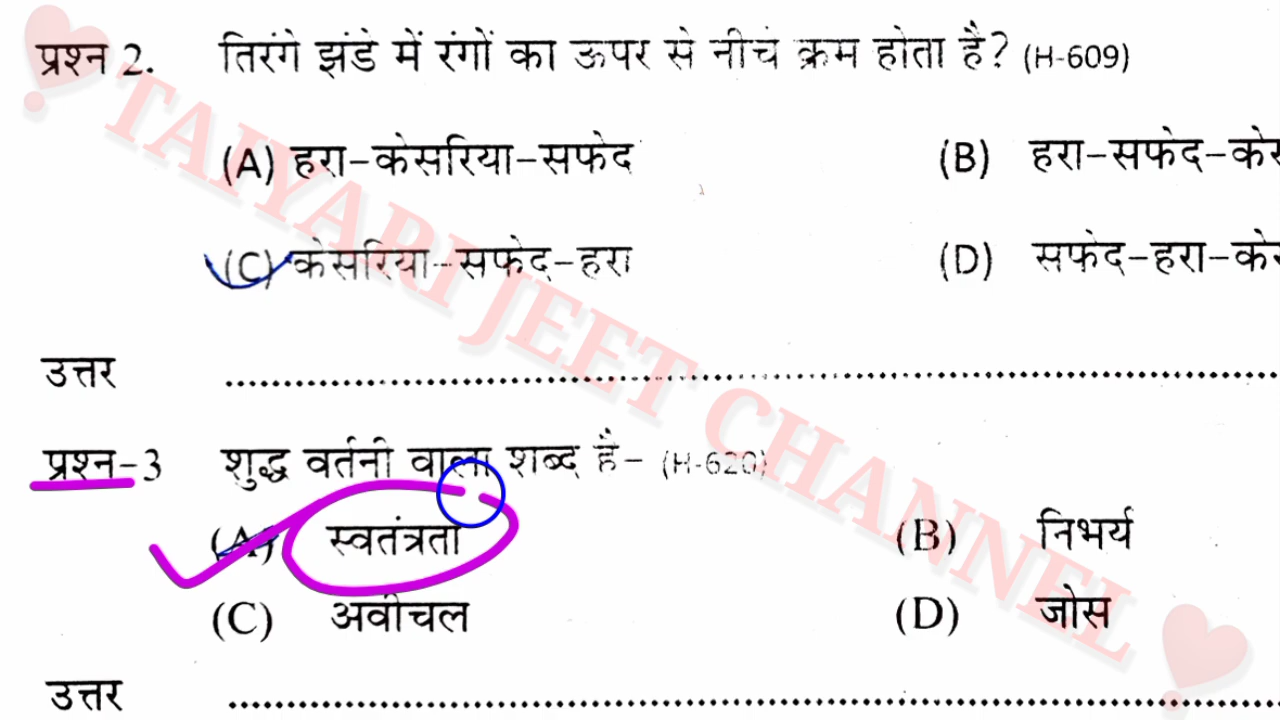 प्रश्न 2. तिरंगे झंडे में रंगों का ऊपर से नीचे क्रम होता है? (H-609)
(A) हरा-केसरिया-सफेद (B) हरा-सफेद-केस
(C) केसरिया-सफेद-हरा (D) सफेद-हरा-केस
उत्तर ................................................................
प्रश्न-3 शुद्ध वर्तनी वाला शब्द है- (H-620)
(A) स्वतंत्रता (B) निभर्य
(C) अवीचल (D) जोस
उत्तर ................................................................
TAIYARI JEET CHANNEL